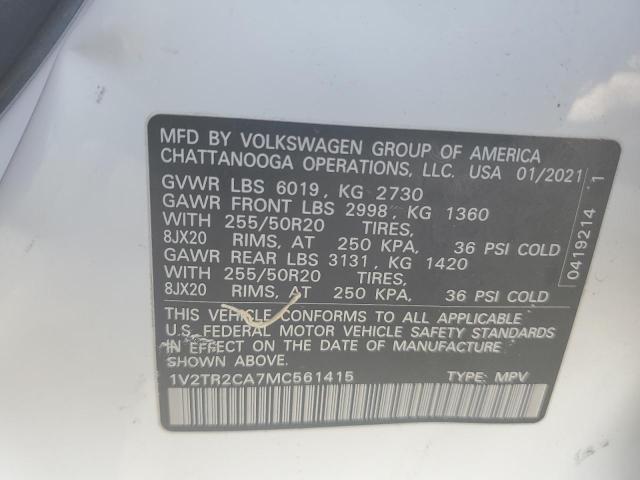 MFD BY VOLKSWAGEN GROUP OF AMERICA
CHATTANOOGA OPERATIONS, LLC. USA 01/2021
GVWR LBS 6019, KG 2730
GAWR FRONT LBS 2998, KG 1360
WITH 255/50R20 TIRES,
8JX20 RIMS, AT 250 KPA, 36 PSI COLD
GAWR REAR LBS 3131, KG 1420
WITH 255/50R20 TIRES,
8JX20 RIMS, AT 250 KPA, 36 PSI COLD
THIS VEHICLE CONFORMS TO ALL APPLICABLE
U.S. FEDERAL MOTOR VEHICLE SAFETY STANDARDS
IN EFFECT ON THE DATE OF MANUFACTURE
SHOWN ABOVE.
1V2TR2CA7MC561415 TYPE: MPV
0419214 1